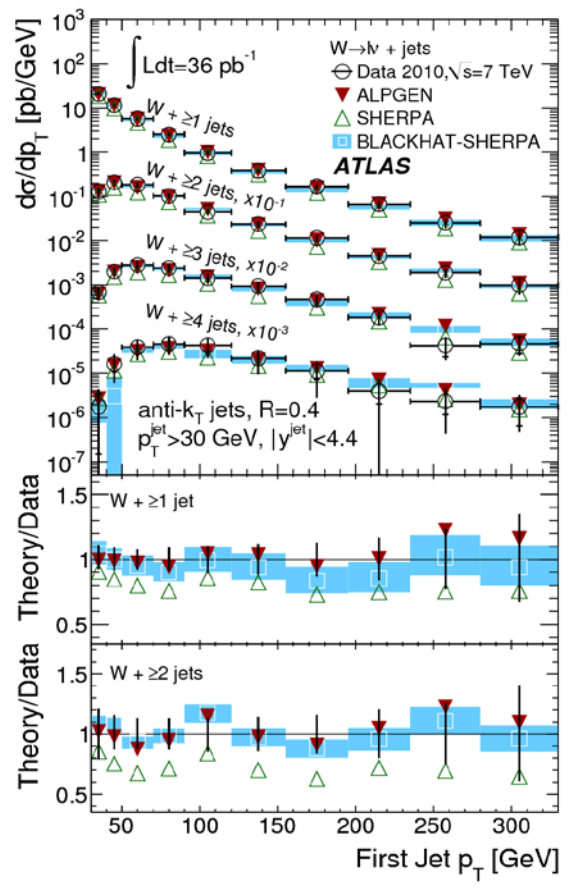 dσ/dp_T [pb/GeV]
10³
10²
10
1
10⁻¹
10⁻²
10⁻³
10⁻⁴
10⁻⁵
10⁻⁶
10⁻⁷
∫ Ldt=36 pb⁻¹
W→lν + jets
Data 2010,√s=7 TeV
ALPGEN
SHERPA
BLACKHAT-SHERPA
ATLAS
W + ≥1 jets
W + ≥2 jets, x10⁻¹
W + ≥3 jets, x10⁻²
W + ≥4 jets, x10⁻³
anti-k_T jets, R=0.4
p_T^jet>30 GeV, |y^jet|<4.4
Theory/Data
1.5
1
0.5
W + ≥1 jet
Theory/Data
1.5
1
0.5
W + ≥2 jets
50 100 150 200 250 300
First Jet p_T [GeV]